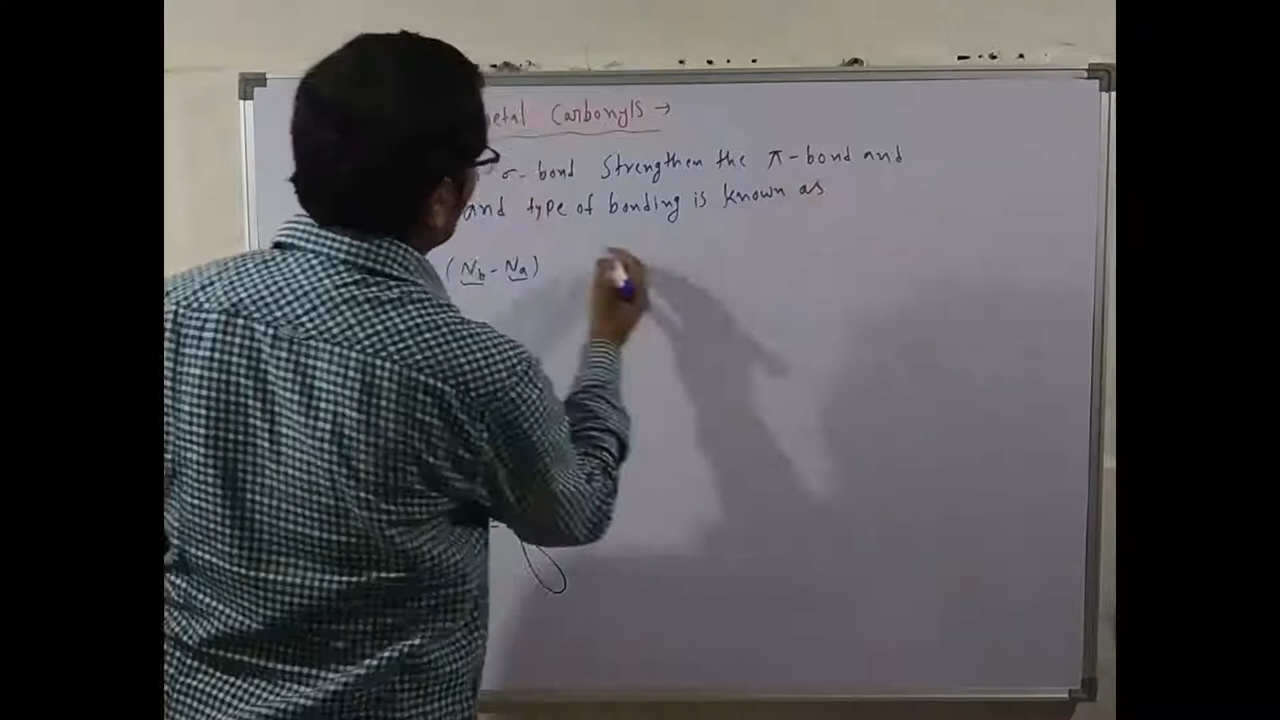 etal Carbonyls →
σ- bond Strengthen the π-bond and
and type of bonding is known as
(Nb - Na)